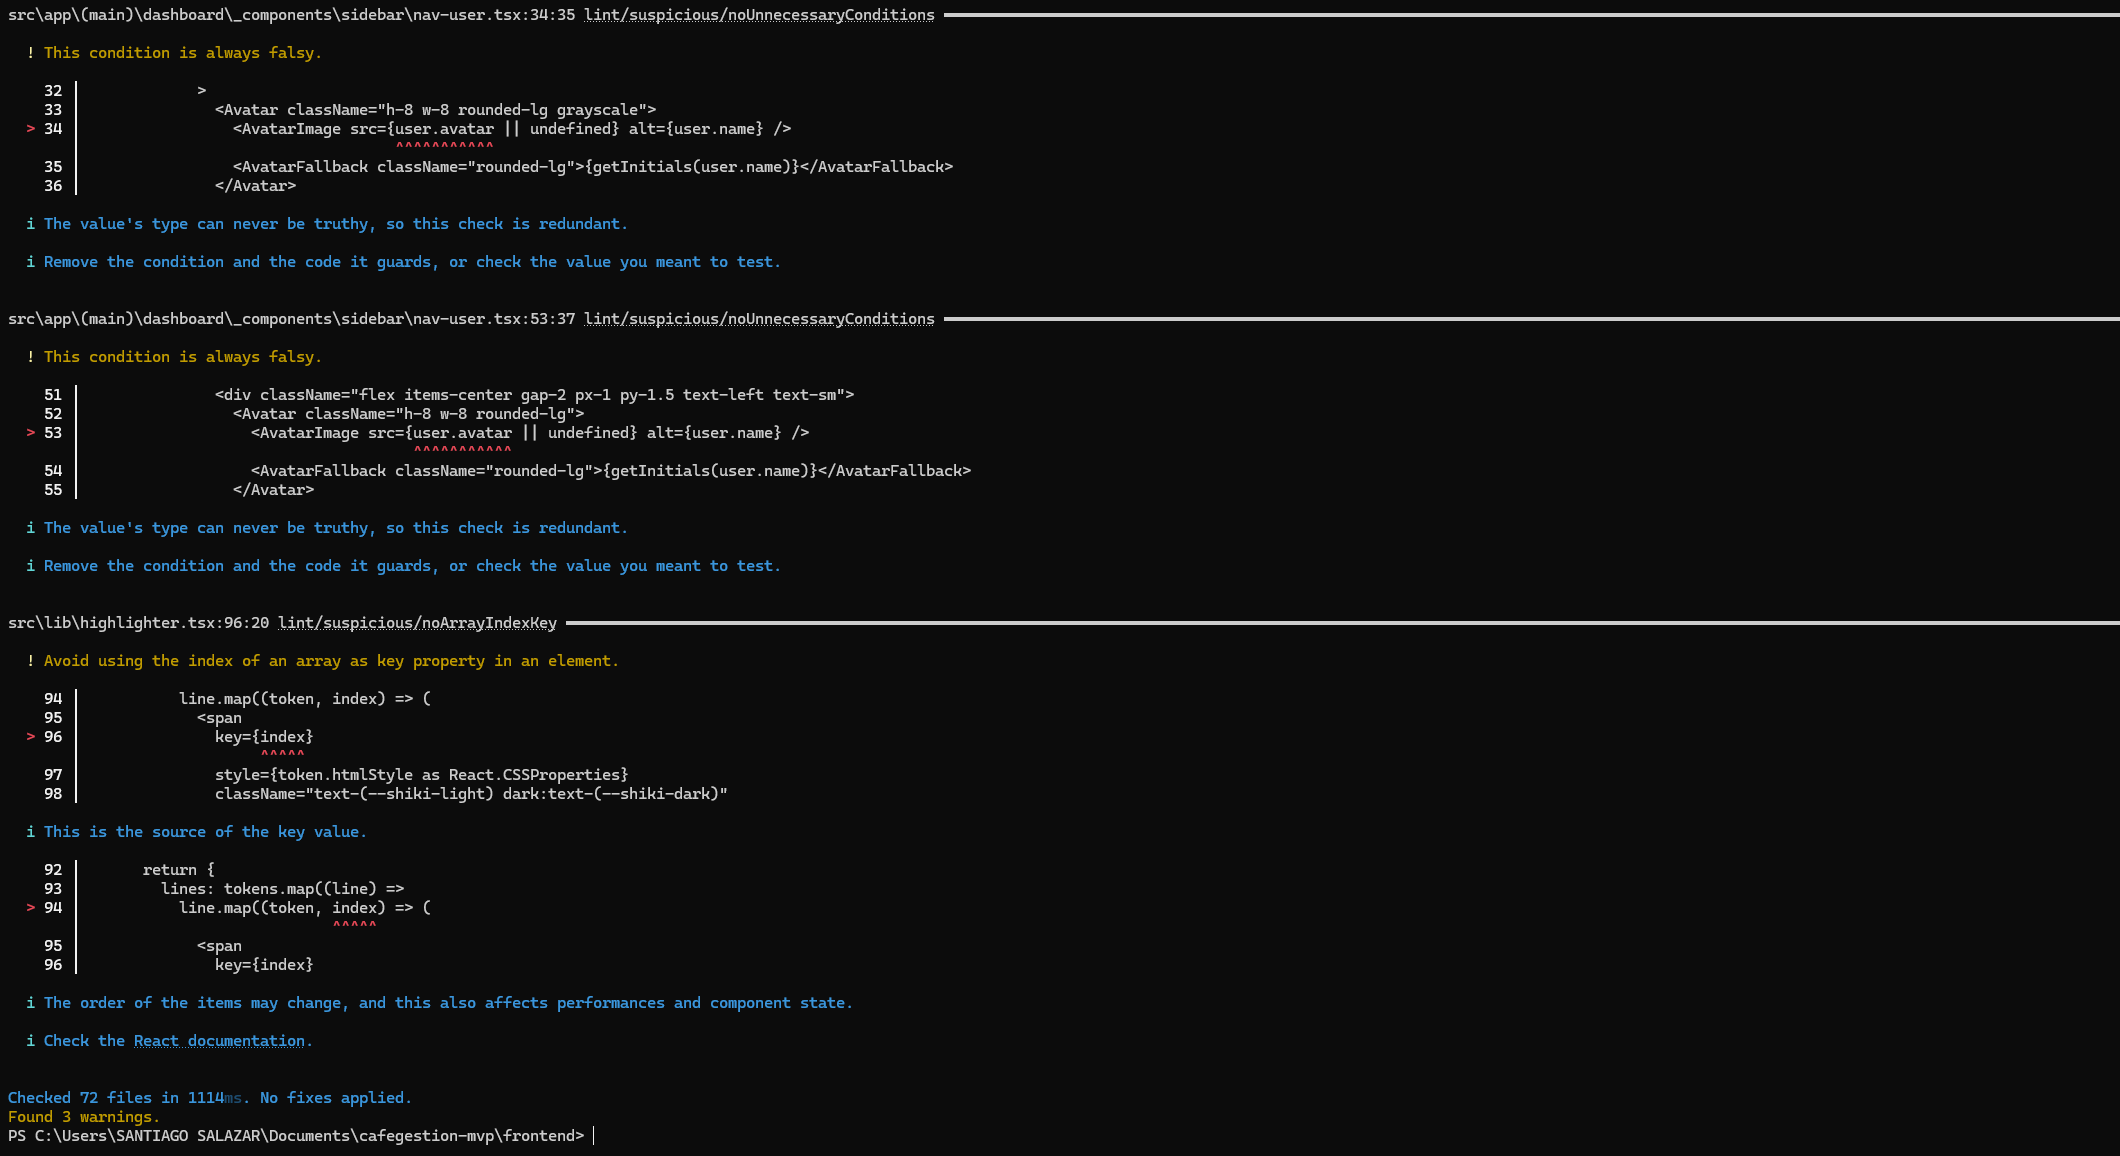 src\app\(main)\dashboard\_components\sidebar\nav-user.tsx:34:35 lint/suspicious/noUnnecessaryConditions
! This condition is always falsy.
32 >
33 <Avatar className="h-8 w-8 rounded-lg grayscale">
> 34 <AvatarImage src={user.avatar || undefined} alt={user.name} />
^^^^^^^^^^^
35 <AvatarFallback className="rounded-lg">{getInitials(user.name)}</AvatarFallback>
36 </Avatar>
i The value's type can never be truthy, so this check is redundant.
i Remove the condition and the code it guards, or check the value you meant to test.
src\app\(main)\dashboard\_components\sidebar\nav-user.tsx:53:37 lint/suspicious/noUnnecessaryConditions
! This condition is always falsy.
51 <div className="flex items-center gap-2 px-1 py-1.5 text-left text-sm">
52 <Avatar className="h-8 w-8 rounded-lg">
> 53 <AvatarImage src={user.avatar || undefined} alt={user.name} />
^^^^^^^^^^^
54 <AvatarFallback className="rounded-lg">{getInitials(user.name)}</AvatarFallback>
55 </Avatar>
i The value's type can never be truthy, so this check is redundant.
i Remove the condition and the code it guards, or check the value you meant to test.
src\lib\highlighter.tsx:96:20 lint/suspicious/noArrayIndexKey
! Avoid using the index of an array as key property in an element.
94 line.map((token, index) => (
95 <span
> 96 key={index}
^^^^^
97 style={token.htmlStyle as React.CSSProperties}
98 className="text-(--shiki-light) dark:text-(--shiki-dark)"
i This is the source of the key value.
92 return {
93 lines: tokens.map((line) =>
> 94 line.map((token, index) => (
^^^^^
95 <span
96 key={index}
i The order of the items may change, and this also affects performances and component state.
i Check the React documentation.
Checked 72 files in 1114ms. No fixes applied.
Found 3 warnings.
PS C:\Users\SANTIAGO SALAZAR\Documents\cafegestion-mvp\frontend>